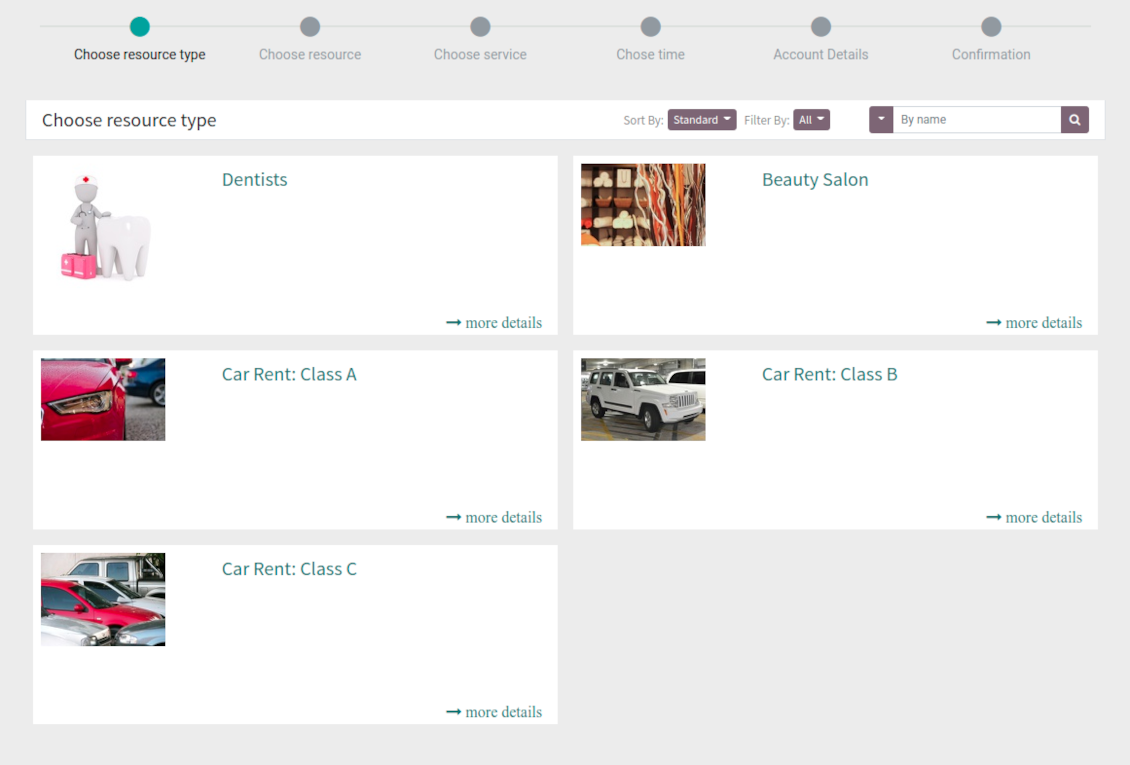 Choose resource type
Choose resource
Choose service
Chose time
Account Details
Confirmation
Choose resource type
Sort By: Standard Filter By: All By name
Dentists
more details
Beauty Salon
more details
Car Rent: Class A
more details
Car Rent: Class B
more details
Car Rent: Class C
more details